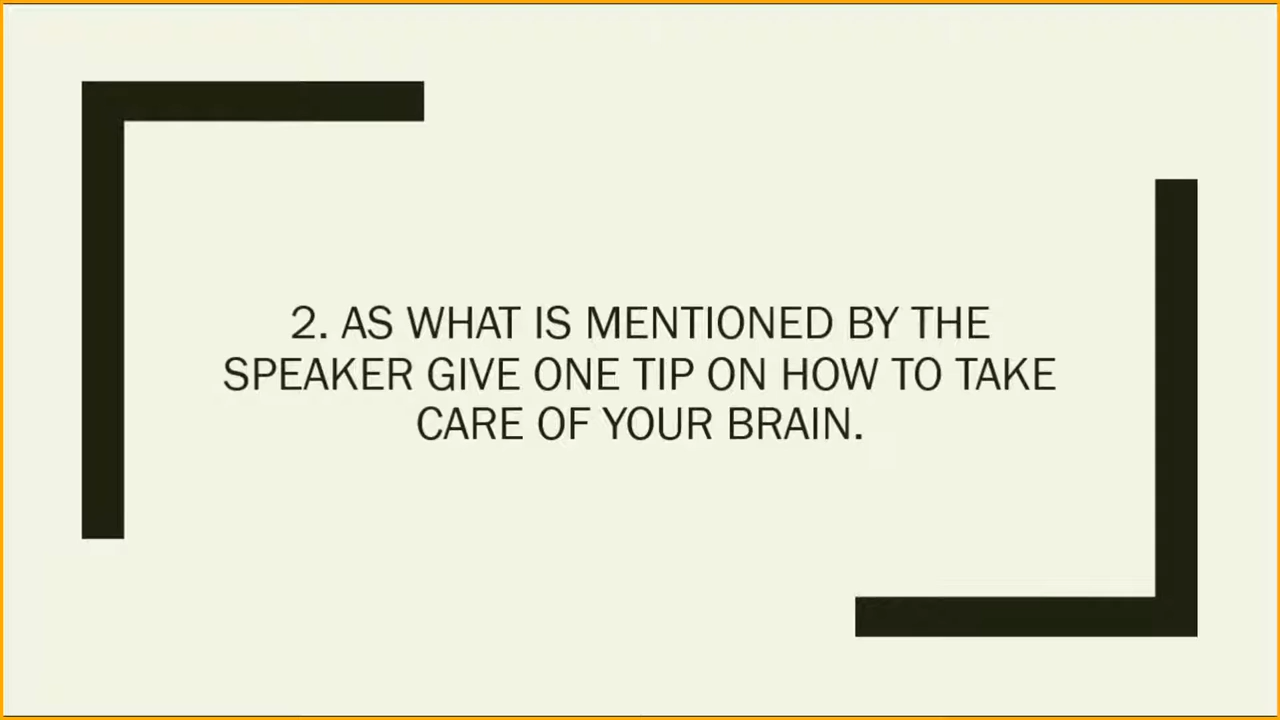 2. AS WHAT IS MENTIONED BY THE
SPEAKER GIVE ONE TIP ON HOW TO TAKE
CARE OF YOUR BRAIN.